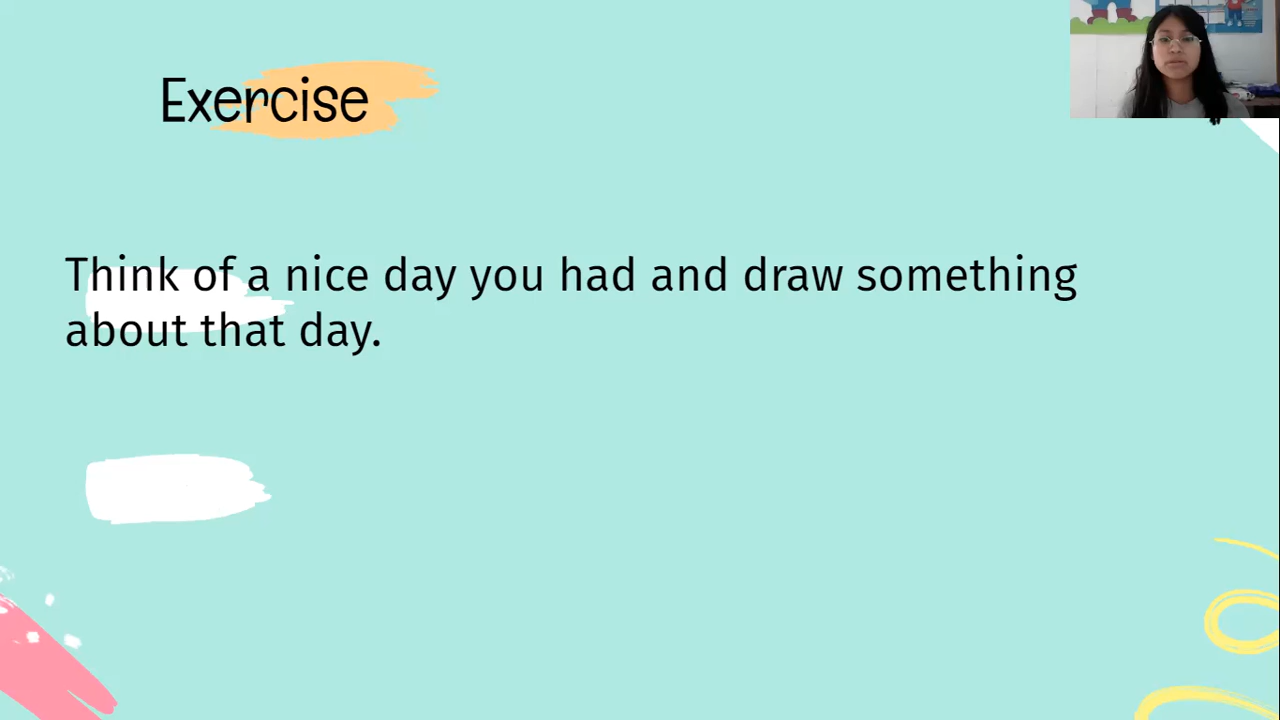 Exercise
Think of a nice day you had and draw something
about that day.